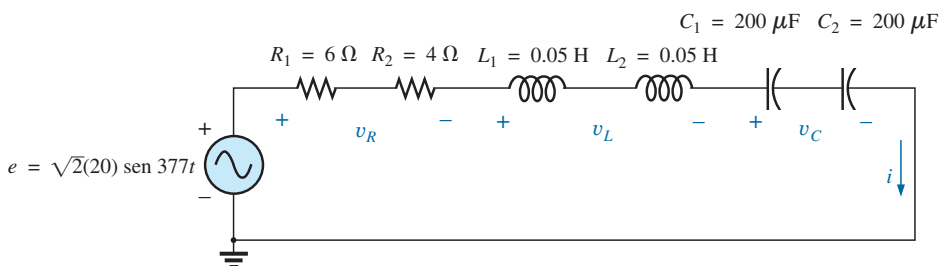 C₁ = 200 μF C₂ = 200 μF
R₁ = 6 Ω R₂ = 4 Ω L₁ = 0.05 H L₂ = 0.05 H
+ v_R − + v_L − + v_C −
+
e = √2(20) sen 377t
−
i